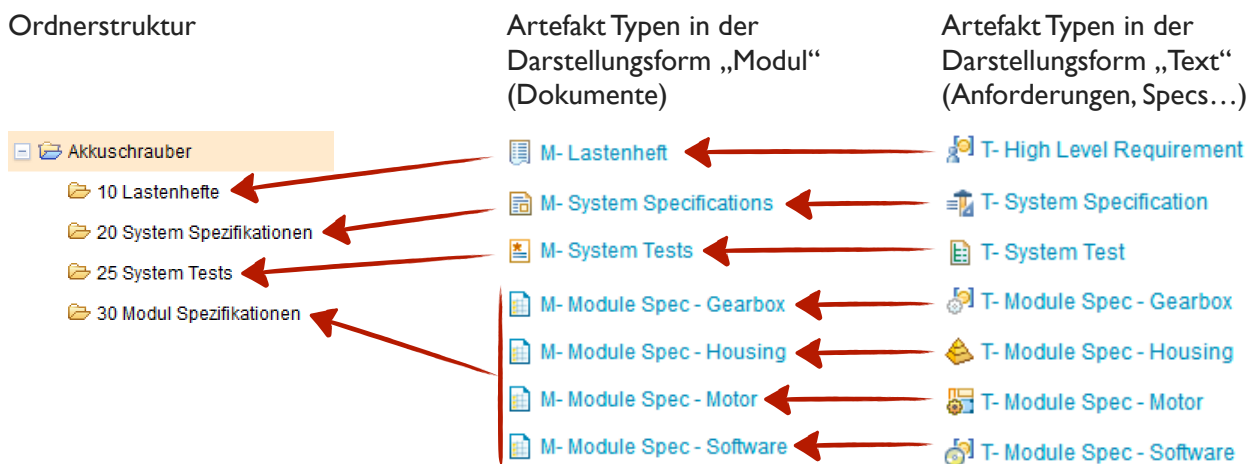 Ordnerstruktur
Artefakt Typen in der
Darstellungsform „Modul“
(Dokumente)
Artefakt Typen in der
Darstellungsform „Text“
(Anforderungen, Specs…)
Akkuschrauber
10 Lastenhefte
20 System Spezifikationen
25 System Tests
30 Modul Spezifikationen
M- Lastenheft
M- System Specifications
M- System Tests
M- Module Spec - Gearbox
M- Module Spec - Housing
M- Module Spec - Motor
M- Module Spec - Software
T- High Level Requirement
T- System Specification
T- System Test
T- Module Spec - Gearbox
T- Module Spec - Housing
T- Module Spec - Motor
T- Module Spec - Software